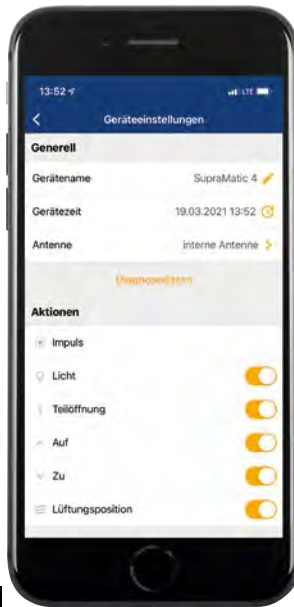 13:52 LTE
Geräteeinstellungen
Generell
Gerätename SupraMatic 4
Gerätezeit 19.03.2021 13:52
Antenne interne Antenne
Diagnosedaten
Aktionen
Impuls
Licht
Teilöffnung
Auf
Zu
Lüftungsposition